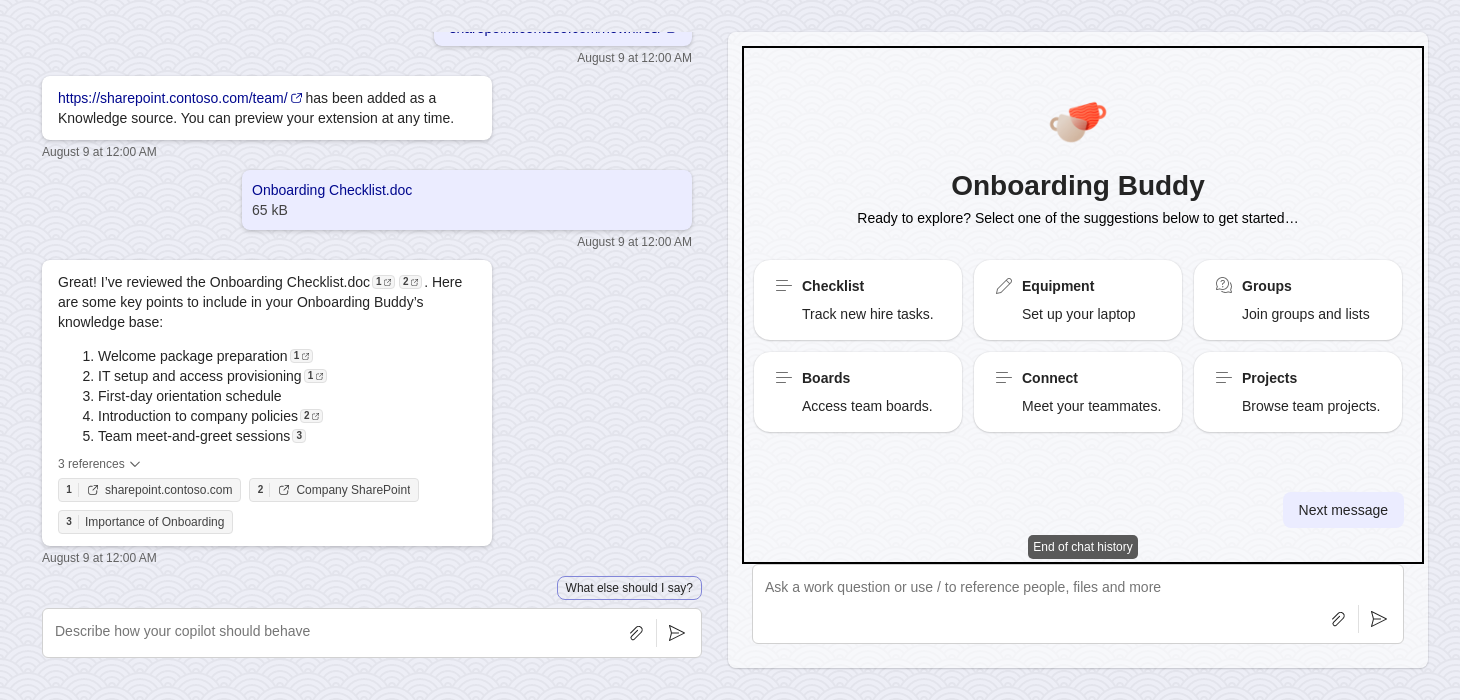 August 9 at 12:00 AM
https://sharepoint.contoso.com/team/ has been added as a
Knowledge source. You can preview your extension at any time.
August 9 at 12:00 AM
Onboarding Checklist.doc
65 kB
August 9 at 12:00 AM
Great! I’ve reviewed the Onboarding Checklist.doc 1 2 . Here
are some key points to include in your Onboarding Buddy’s
knowledge base:
1. Welcome package preparation 1
2. IT setup and access provisioning 1
3. First-day orientation schedule
4. Introduction to company policies 2
5. Team meet-and-greet sessions 3
3 references
1 sharepoint.contoso.com 2 Company SharePoint
3 Importance of Onboarding
August 9 at 12:00 AM
What else should I say?
Describe how your copilot should behave
Onboarding Buddy
Ready to explore? Select one of the suggestions below to get started…
Checklist
Track new hire tasks.
Equipment
Set up your laptop
Groups
Join groups and lists
Boards
Access team boards.
Connect
Meet your teammates.
Projects
Browse team projects.
Next message
End of chat history
Ask a work question or use / to reference people, files and more